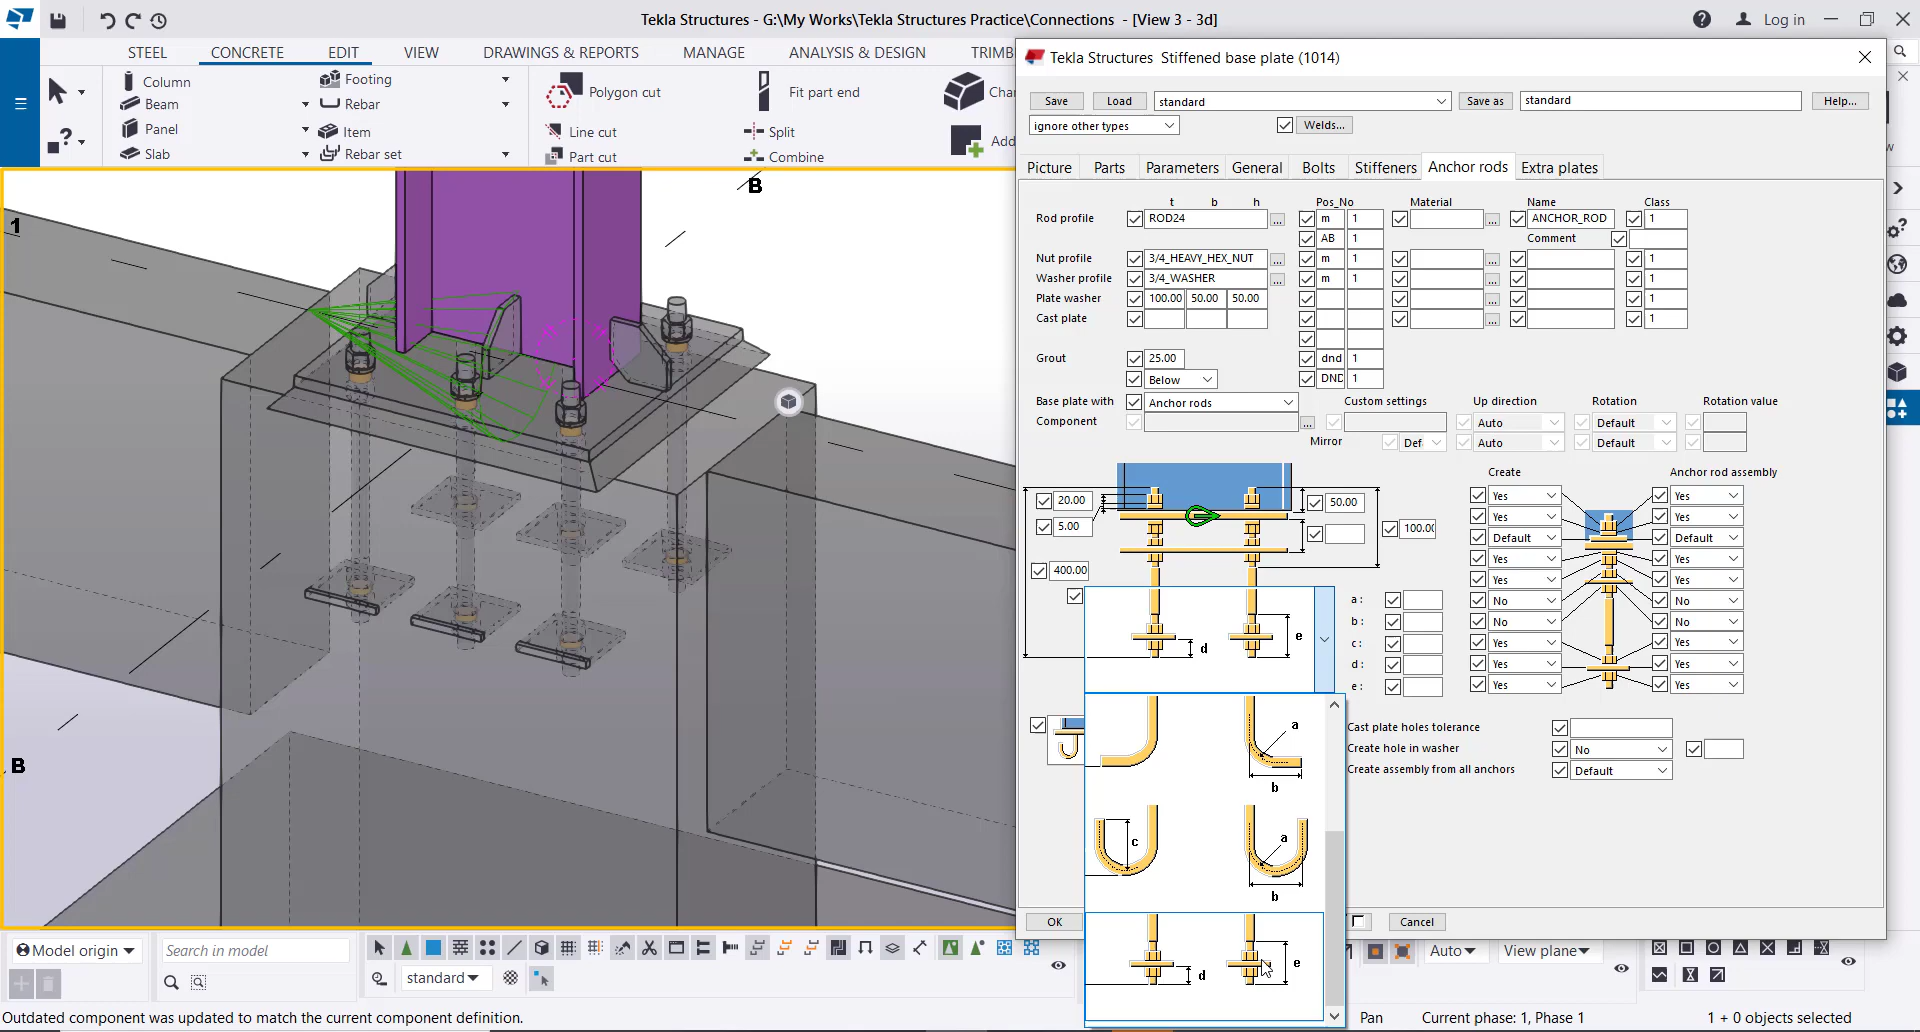 Tekla Structures - G:\My Works\Tekla Structures Practice\Connections - [View 3 - 3d]
Log in
STEEL CONCRETE EDIT VIEW DRAWINGS & REPORTS MANAGE ANALYSIS & DESIGN TRIMB
Column
Beam
Panel
Slab
Footing
Rebar
Item
Rebar set
Polygon cut
Line cut
Part cut
Fit part end
Split
Combine
Cha
Add
Tekla Structures Stiffened base plate (1014)
Save Load standard Save as standard Help...
ignore other types Welds...
Picture Parts Parameters General Bolts Stiffeners Anchor rods Extra plates
t b h Pos_No Material Name Class
Rod profile ROD24 ... m 1 ... ANCHOR_ROD 1
AB 1 Comment
Nut profile 3/4_HEAVY_HEX_NUT ... m 1 ... 1
Washer profile 3/4_WASHER ... m 1 ... 1
Plate washer 100.00 50.00 50.00 ... 1
Cast plate ... 1
Grout 25.00 dnd 1
Below DND 1
Base plate with Anchor rods Custom settings Up direction Rotation Rotation value
Component ... Auto Default
Mirror Def Auto Default
Create Anchor rod assembly
20.00 50.00 Yes Yes
5.00 100.0 Yes Yes
Default Default
400.00 Yes Yes
Yes Yes
a : No No
b : No No
c : Yes Yes
d : Yes Yes
e : Yes Yes
d e
a
b
c a
b
d e
Cast plate holes tolerance
Create hole in washer No
Create assembly from all anchors Default
OK Cancel
1
B
B
w
Model origin Search in model
standard
Auto View plane
Outdated component was updated to match the current component definition.
Pan Current phase: 1, Phase 1 1 + 0 objects selected